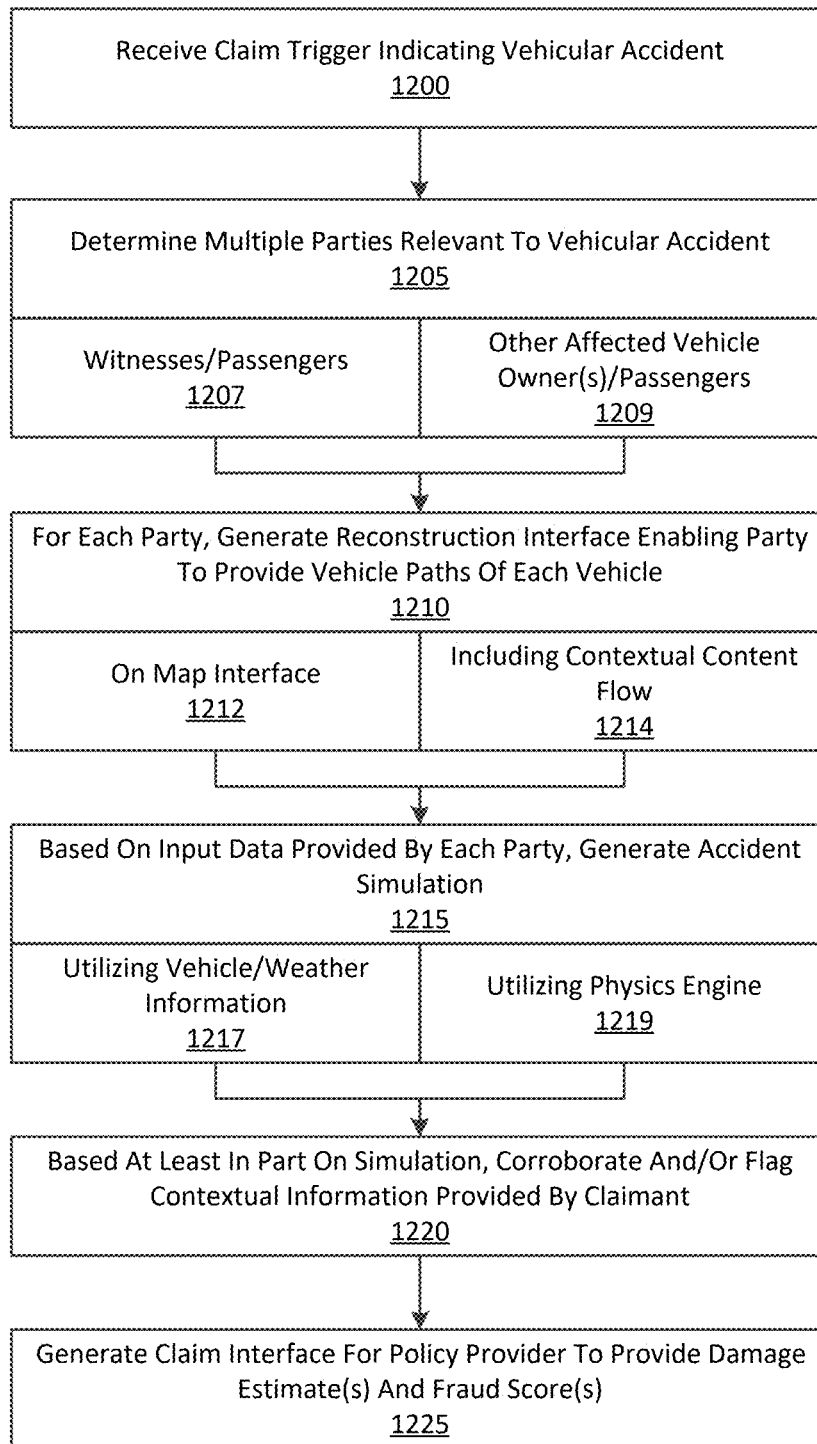 Receive Claim Trigger Indicating Vehicular Accident
1200
Determine Multiple Parties Relevant To Vehicular Accident
1205
Witnesses/Passengers
1207
Other Affected Vehicle
Owner(s)/Passengers
1209
For Each Party, Generate Reconstruction Interface Enabling Party
To Provide Vehicle Paths Of Each Vehicle
1210
On Map Interface
1212
Including Contextual Content
Flow
1214
Based On Input Data Provided By Each Party, Generate Accident
Simulation
1215
Utilizing Vehicle/Weather
Information
1217
Utilizing Physics Engine
1219
Based At Least In Part On Simulation, Corroborate And/Or Flag
Contextual Information Provided By Claimant
1220
Generate Claim Interface For Policy Provider To Provide Damage
Estimate(s) And Fraud Score(s)
1225